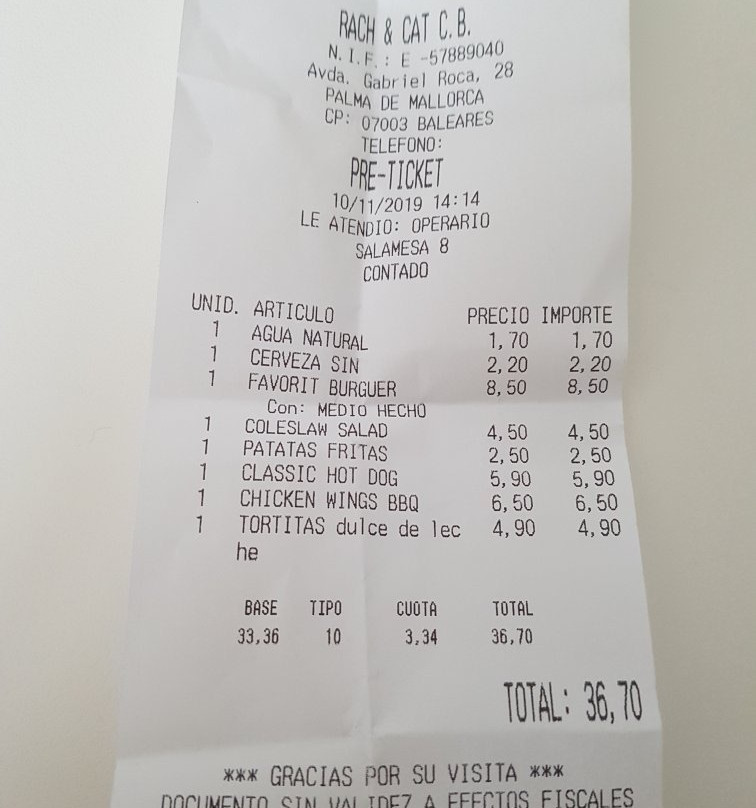 RACH & CAT C.B.
N.I.F.: E -57889040
Avda. Gabriel Roca, 28
PALMA DE MALLORCA
CP: 07003 BALEARES
TELEFONO:
PRE-TICKET
10/11/2019 14:14
LE ATENDIO: OPERARIO
SALAMESA 8
CONTADO
UNID. ARTICULO PRECIO IMPORTE
1 AGUA NATURAL 1,70 1,70
1 CERVEZA SIN 2,20 2,20
1 FAVORIT BURGUER 8,50 8,50
Con: MEDIO HECHO
1 COLESLAW SALAD 4,50 4,50
1 PATATAS FRITAS 2,50 2,50
1 CLASSIC HOT DOG 5,90 5,90
1 CHICKEN WINGS BBQ 6,50 6,50
1 TORTITAS dulce de lec 4,90 4,90
he
BASE TIPO CUOTA TOTAL
33,36 10 3,34 36,70
TOTAL: 36,70
*** GRACIAS POR SU VISITA ***
DOCUMENTO SIN VALIDEZ A EFECTOS FISCALES